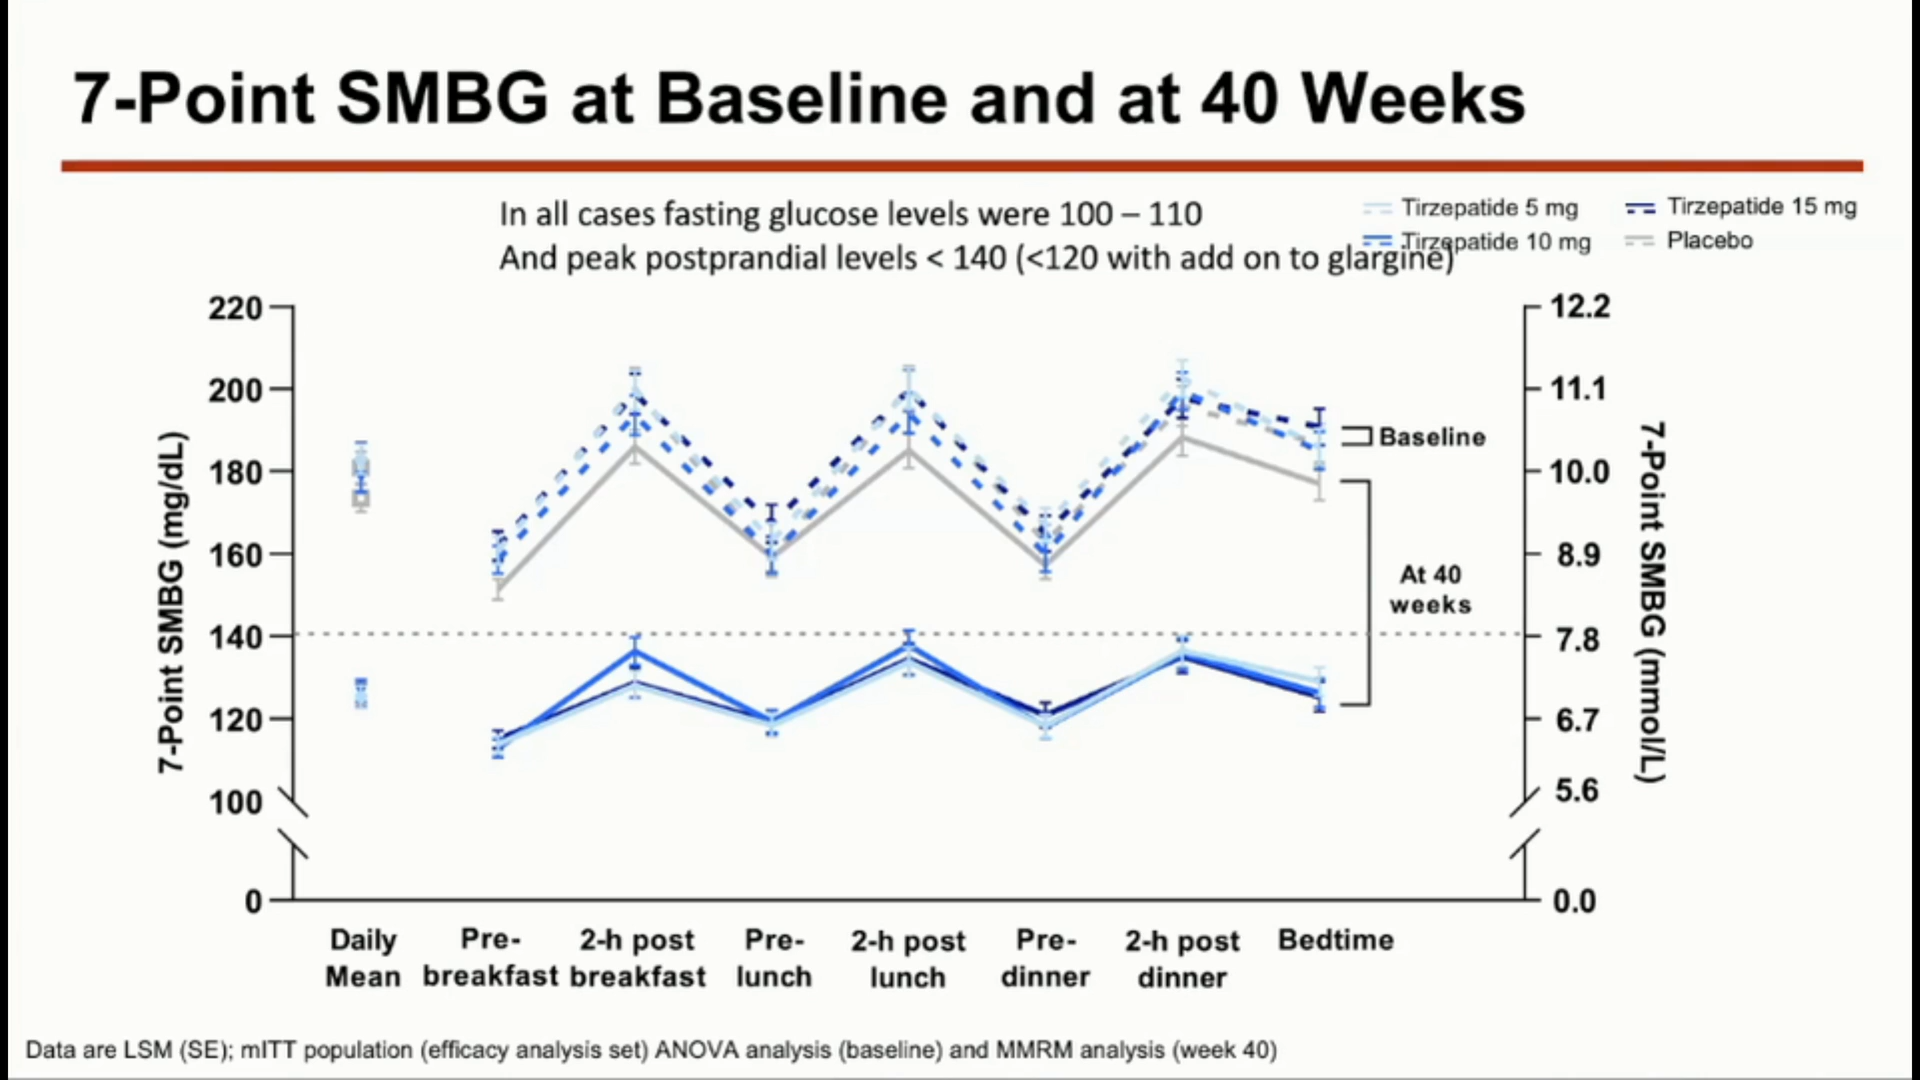 7-Point SMBG at Baseline and at 40 Weeks
In all cases fasting glucose levels were 100 – 110
And peak postprandial levels < 140 (<120 with add on to glargine)
Tirzepatide 5 mg
Tirzepatide 15 mg
Tirzepatide 10 mg
Placebo
7-Point SMBG (mg/dL)
220
200
180
160
140
120
100
0
Baseline
At 40
weeks
12.2
11.1
10.0
8.9
7.8
6.7
5.6
0.0
7-Point SMBG (mmol/L)
Daily
Mean
Pre-
breakfast
2-h post
breakfast
Pre-
lunch
2-h post
lunch
Pre-
dinner
2-h post
dinner
Bedtime
Data are LSM (SE); mITT population (efficacy analysis set) ANOVA analysis (baseline) and MMRM analysis (week 40)